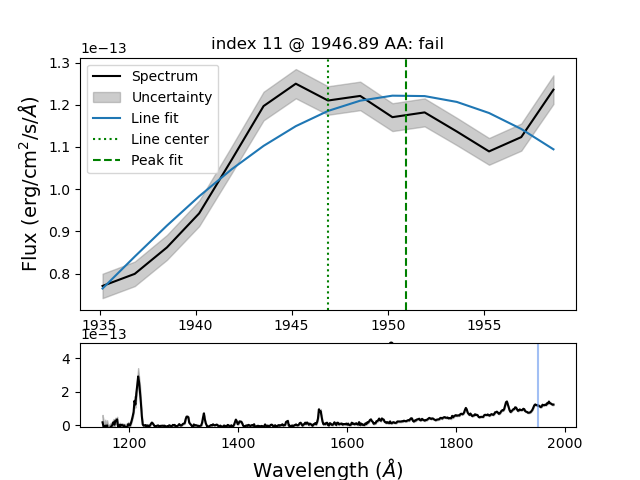 index 11 @ 1946.89 AA: fail
1e−13
1.3
1.2
1.1
1.0
0.9
0.8
Flux (erg/cm²/s/Å)
Spectrum
Uncertainty
Line fit
Line center
Peak fit
1935
1940
1945
1950
1955
1e−13
4
2
0
1200
1400
1600
1800
2000
Wavelength (Å)